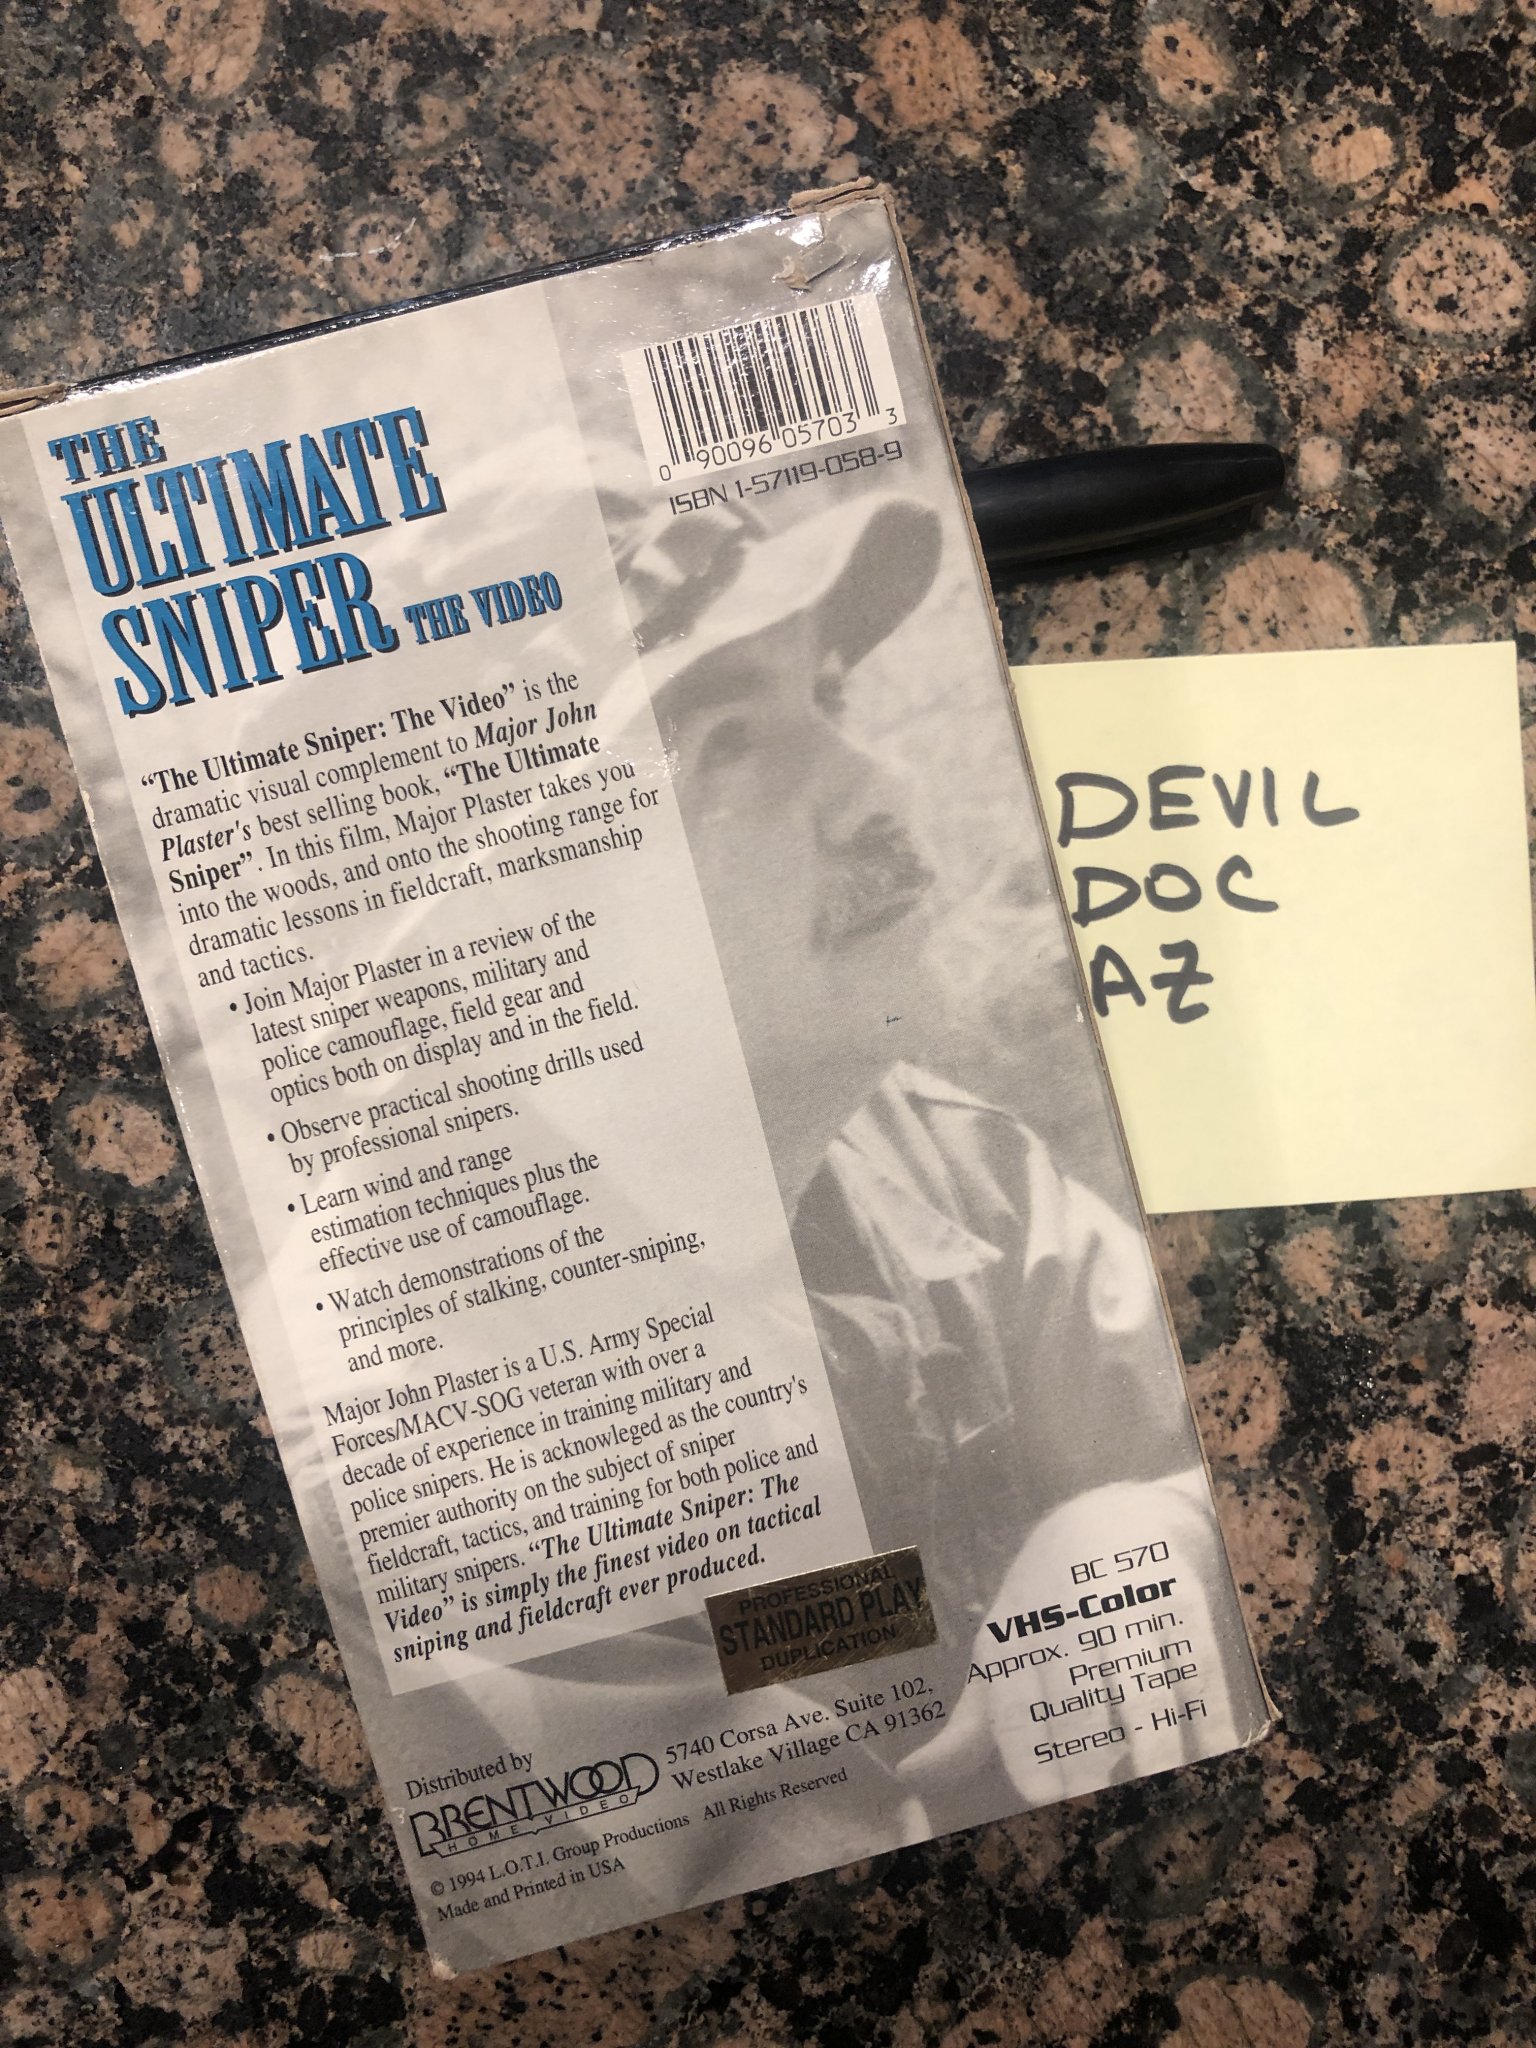 THE
ULTIMATE
SNIPER THE VIDEO
0 90096 05703 3
ISBN 1-57119-058-9
“The Ultimate Sniper: The Video” is the
dramatic visual complement to Major John
Plaster's best selling book, “The Ultimate
Sniper”. In this film, Major Plaster takes you
into the woods, and onto the shooting range for
dramatic lessons in fieldcraft, marksmanship
and tactics.
• Join Major Plaster in a review of the
latest sniper weapons, military and
police camouflage, field gear and
optics both on display and in the field.
• Observe practical shooting drills used
by professional snipers.
• Learn wind and range
estimation techniques plus the
effective use of camouflage.
• Watch demonstrations of the
principles of stalking, counter-sniping,
and more.
Major John Plaster is a U.S. Army Special
Forces/MACV-SOG veteran with over a
decade of experience in training military and
police snipers. He is acknowleged as the country's
premier authority on the subject of sniper
fieldcraft, tactics, and training for both police and
military snipers. “The Ultimate Sniper: The
Video” is simply the finest video on tactical
sniping and fieldcraft ever produced.
PROFESSIONAL
STANDARD PLAY
DUPLICATION
BC 570
VHS-Color
Approx. 90 min.
Premium
Quality Tape
Stereo - Hi-Fi
Distributed by
BRENTWOOD
HOME VIDEO
5740 Corsa Ave. Suite 102,
Westlake Village CA 91362
© 1994 L.O.T.I. Group Productions All Rights Reserved
Made and Printed in USA
DEVIL
DOC
AZ